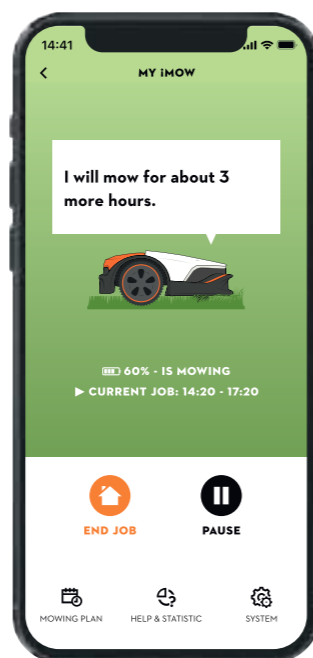 14:41
MY iMOW
I will mow for about 3
more hours.
60% - IS MOWING
CURRENT JOB: 14:20 - 17:20
END JOB
PAUSE
MOWING PLAN
HELP & STATISTIC
SYSTEM